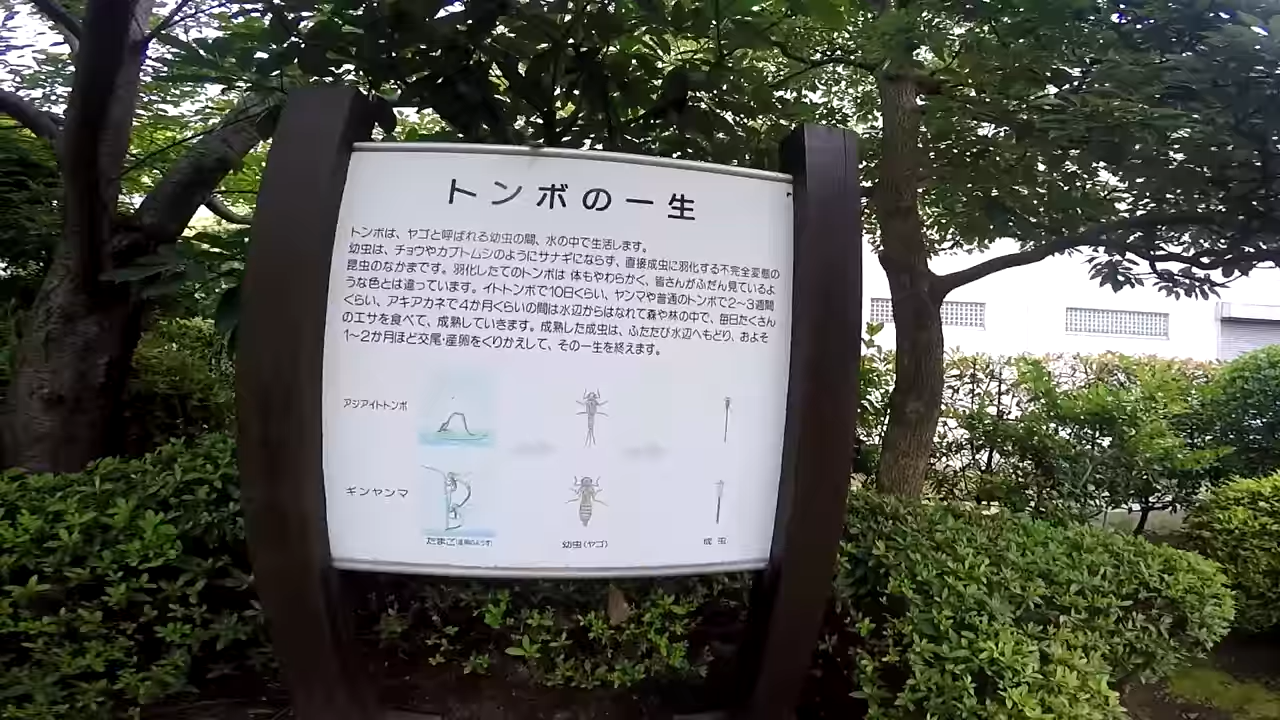 トンボの一生
トンボは、ヤゴと呼ばれる幼虫の間、水の中で生活します。
幼虫は、チョウやカブトムシのようにサナギにならず、直接成虫に羽化する不完全変態の
昆虫のなかまです。羽化したてのトンボは 体もやわらかく、皆さんがふだん見ているよ
うな色とは違っています。イトトンボで10日くらい、ヤンマや普通のトンボで2〜3週間
くらい、アキアカネで4か月くらいの間は水辺からはなれて森や林の中で、毎日たくさん
のエサを食べて、成熟していきます。成熟した成虫は、ふたたび水辺へもどり、およそ
1〜2か月ほど交尾・産卵をくりかえして、その一生を終えます。
アジアイトトンボ
ギンヤンマ
たまご(産卵のようす)
幼虫(ヤゴ)
成虫